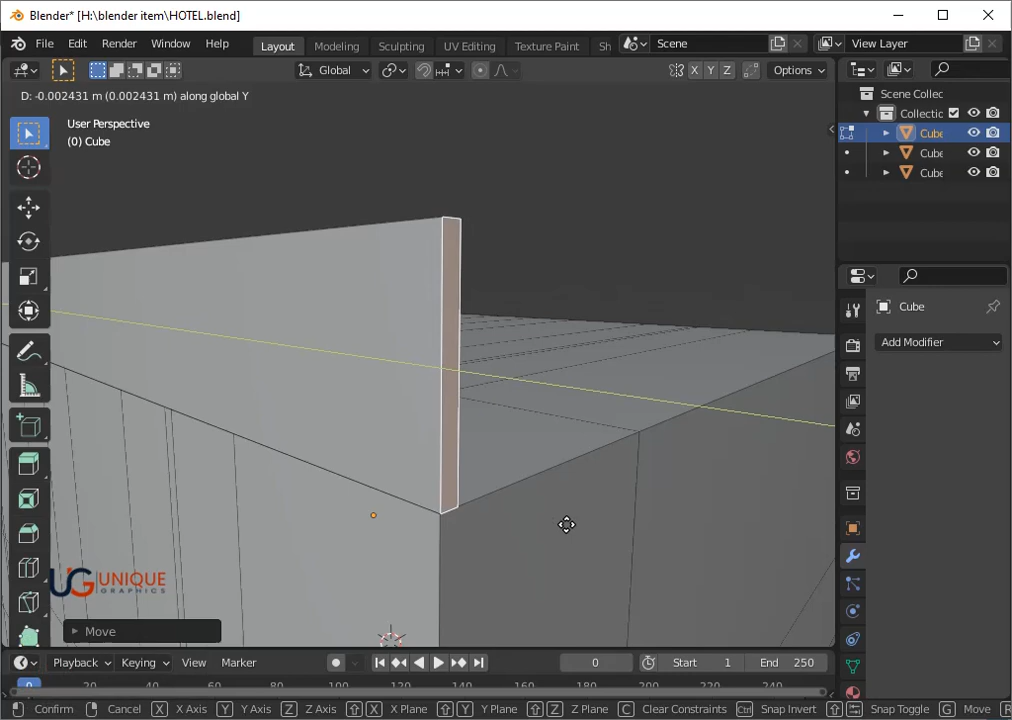 Blender* [H:\blender item\HOTEL.blend]
File Edit Render Window Help Layout Modeling Sculpting UV Editing Texture Paint Sh Scene View Layer
Global X Y Z Options
D: -0.002431 m (0.002431 m) along global Y
User Perspective
(0) Cube
Scene Collec
Collectic
Cube
Cube
Cube
Cube
Add Modifier
UG UNIQUE
GRAPHICS
Move
Playback Keying View Marker 0 Start 1 End 250
0 20 40 60 80 100 120 140 160 180 200 220 240
Confirm Cancel X X Axis Y Y Axis Z Z Axis X X Plane Y Y Plane Z Z Plane C Clear Constraints Ctrl Snap Invert Snap Toggle G Move R